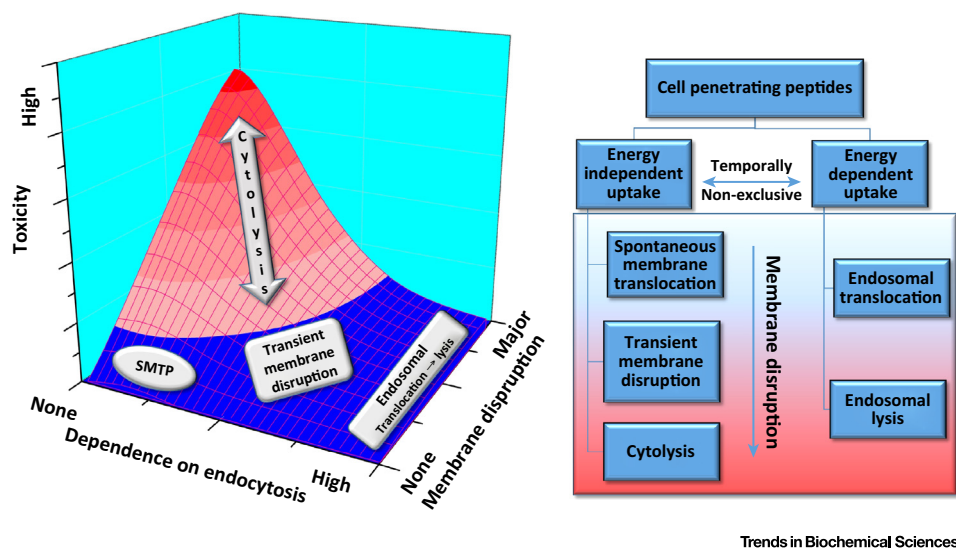 High
Toxicity
None
Dependence on endocytosis
High
None
Major
Membrane dispruption
Cytolysis
SMTP
Transient
membrane
disruption
Endosomal
Translocation → lysis
Cell penetrating peptides
Energy
independent
uptake
Temporally
Non-exclusive
Energy
dependent
uptake
Spontaneous
membrane
translocation
Transient
membrane
disruption
Cytolysis
Membrane disruption
Endosomal
translocation
Endosomal
lysis
Trends in Biochemical Sciences